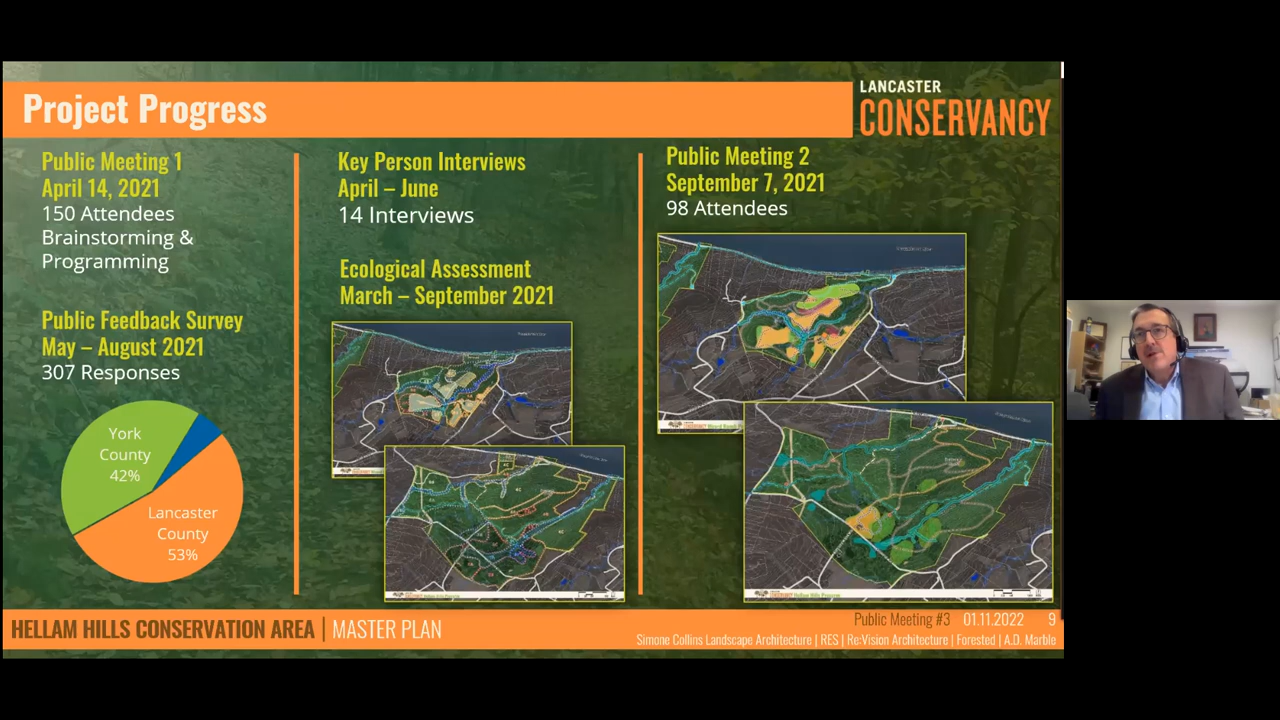 Project Progress
LANCASTER
CONSERVANCY
Public Meeting 1
April 14, 2021
150 Attendees
Brainstorming &
Programming
Public Feedback Survey
May – August 2021
307 Responses
York
County
42%
Lancaster
County
53%
Key Person Interviews
April – June
14 Interviews
Ecological Assessment
March – September 2021
Public Meeting 2
September 7, 2021
98 Attendees
HELLAM HILLS CONSERVATION AREA | MASTER PLAN
Public Meeting #3 01.11.2022 9
Simone Collins Landscape Architecture | RES | Re:Vision Architecture | Forested | A.D. Marble